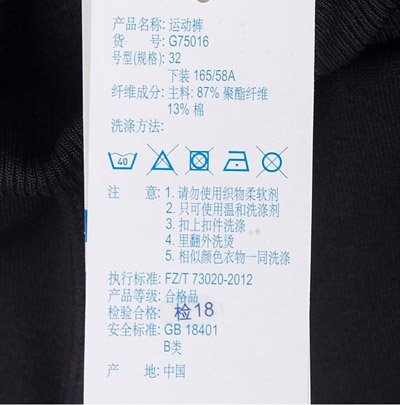 产品名称: 运动裤
货 号: G75016
号型(规格): 32
下装 165/58A
纤维成分: 主料: 87% 聚酯纤维
13% 棉
洗涤方法:
40
注 意: 1. 请勿使用织物柔软剂
2. 只可使用温和洗涤剂
3. 扣上扣件洗涤
4. 里翻外洗烫
5. 相似颜色衣物一同洗涤
执行标准: FZ/T 73020-2012
产品等级: 合格品
检验合格: 检18
安全标准: GB 18401
B类
产 地: 中国